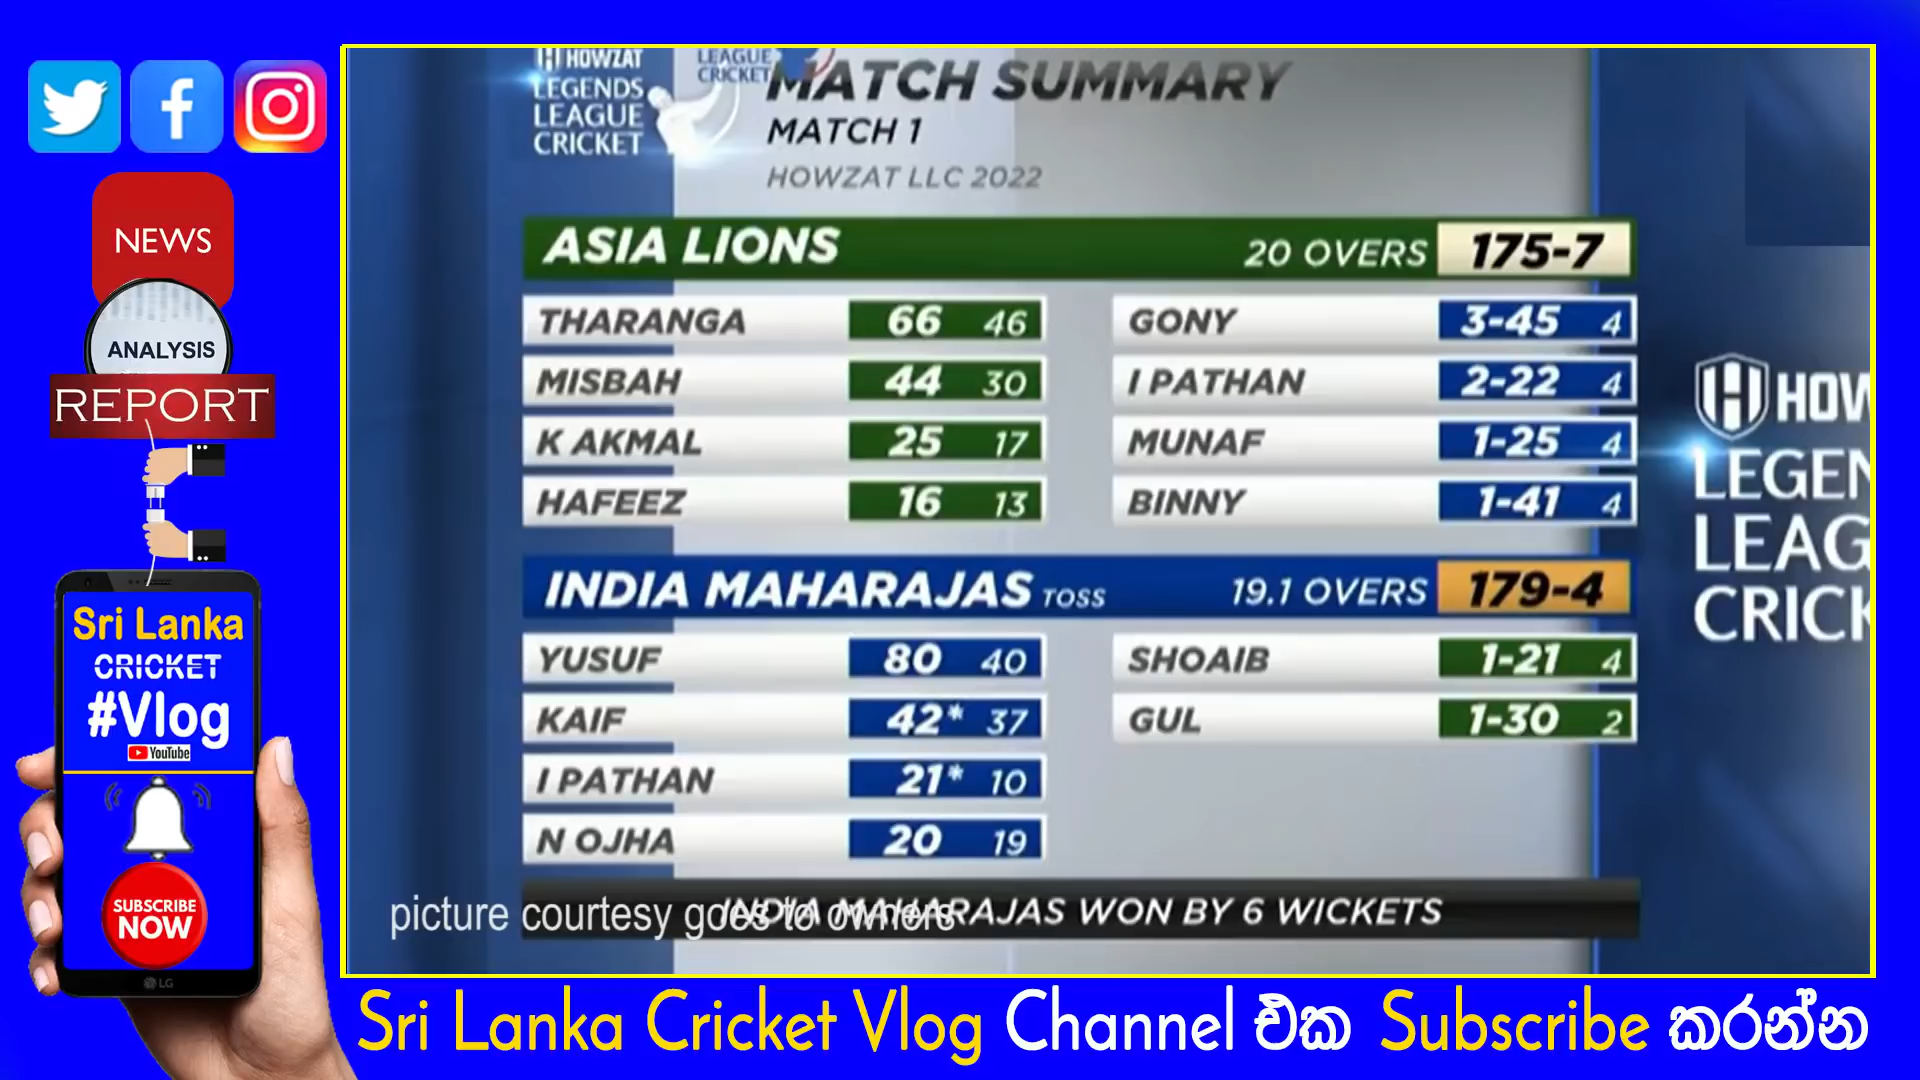 NEWS
ANALYSIS
REPORT
Sri Lanka
CRICKET
#Vlog
YouTube
SUBSCRIBE
NOW
LG
HOWZAT
LEGENDS
LEAGUE
CRICKET
LEAGUE
CRICKET
MATCH SUMMARY
MATCH 1
HOWZAT LLC 2022
ASIA LIONS 20 OVERS 175-7
THARANGA 66 46 GONY 3-45 4
MISBAH 44 30 I PATHAN 2-22 4
K AKMAL 25 17 MUNAF 1-25 4
HAFEEZ 16 13 BINNY 1-41 4
INDIA MAHARAJAS TOSS 19.1 OVERS 179-4
YUSUF 80 40 SHOAIB 1-21 4
KAIF 42* 37 GUL 1-30 2
I PATHAN 21* 10
N OJHA 20 19
INDIA MAHARAJAS WON BY 6 WICKETS
picture courtesy goes to owners
HOW
LEGEN
LEAG
CRICK
Sri Lanka Cricket Vlog Channel එක Subscribe කරන්න